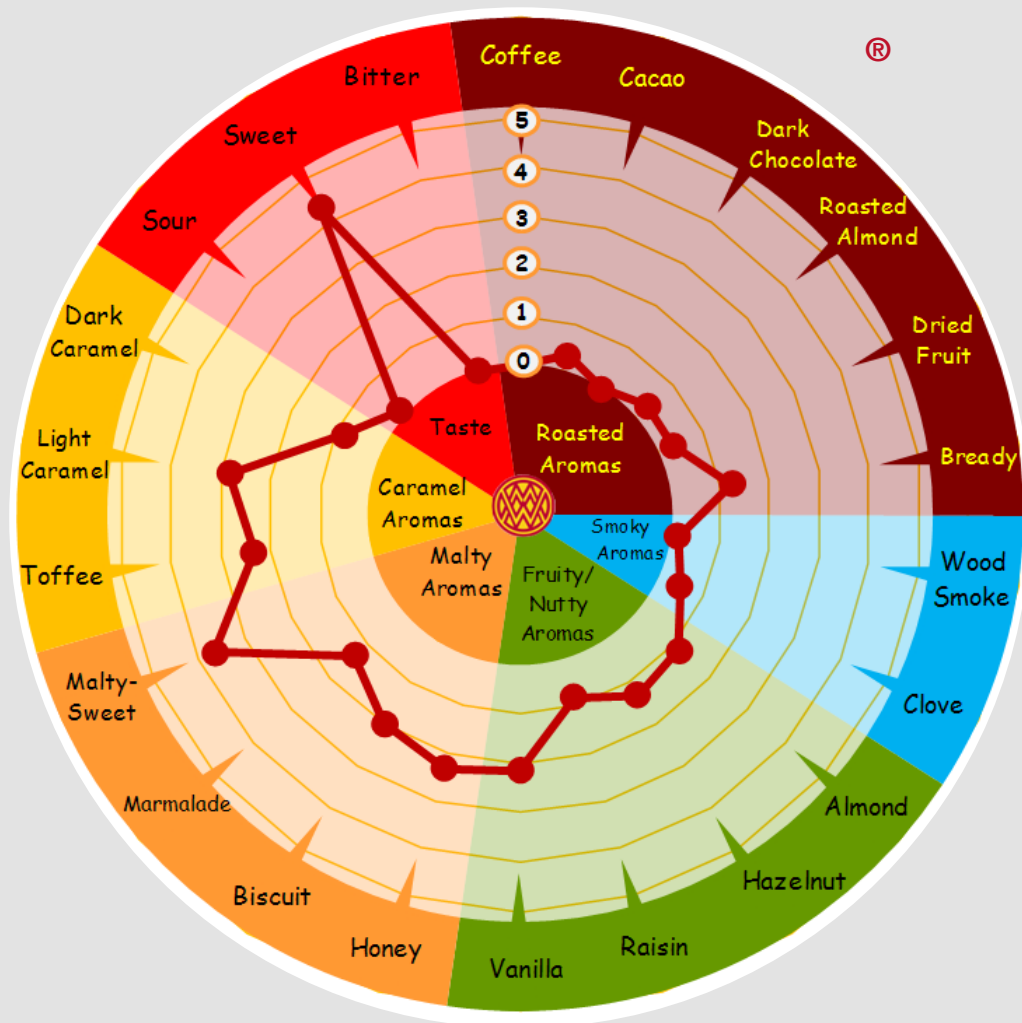 ®
Coffee
Cacao
Dark
Chocolate
Roasted
Almond
Dried
Fruit
Bready
Wood
Smoke
Clove
Almond
Hazelnut
Raisin
Vanilla
Honey
Biscuit
Marmalade
Malty-
Sweet
Toffee
Light
Caramel
Dark
Caramel
Sour
Sweet
Bitter
5
4
3
2
1
0
Taste
Roasted
Aromas
Caramel
Aromas
Smoky
Aromas
Malty
Aromas
Fruity/
Nutty
Aromas